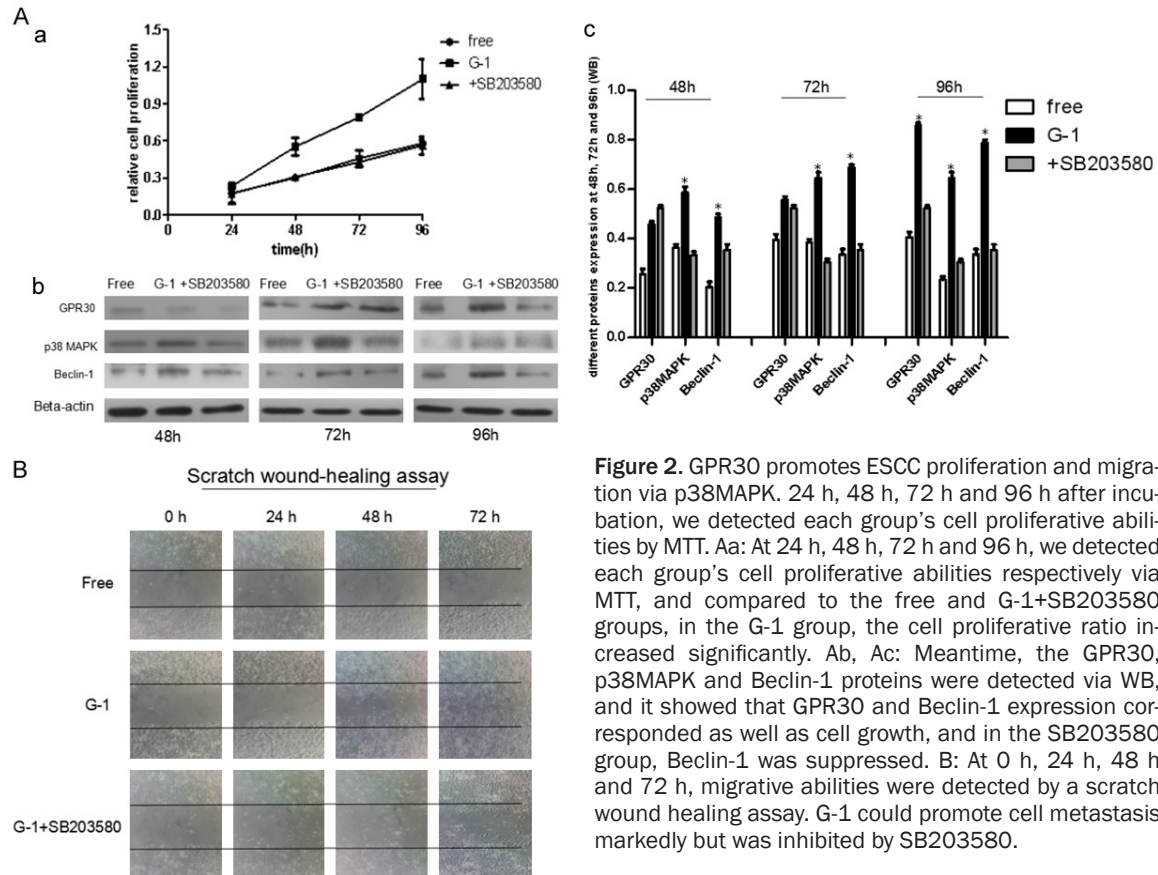 A
a
1.5
1.2
0.9
0.6
0.3
0.0
relative cell proliferation
0
24
48
72
96
time(h)
free
G-1
+SB203580
b
Free G-1 +SB203580
Free G-1 +SB203580
Free G-1 +SB203580
GPR30
p38 MAPK
Beclin-1
Beta-actin
48h
72h
96h
c
different proteins expression at 48h, 72h and 96h (WB)
1.0
0.8
0.6
0.4
0.2
0.0
48h
72h
96h
*
*
*
*
*
*
*
free
G-1
+SB203580
GPR30
p38MAPK
Beclin-1
GPR30
p38MAPK
Beclin-1
GPR30
p38MAPK
Beclin-1
B
Scratch wound-healing assay
0 h
24 h
48 h
72 h
Free
G-1
G-1+SB203580
Figure 2. GPR30 promotes ESCC proliferation and migra-
tion via p38MAPK. 24 h, 48 h, 72 h and 96 h after incu-
bation, we detected each group's cell proliferative abili-
ties by MTT. Aa: At 24 h, 48 h, 72 h and 96 h, we detected
each group's cell proliferative abilities respectively via
MTT, and compared to the free and G-1+SB203580
groups, in the G-1 group, the cell proliferative ratio in-
creased significantly. Ab, Ac: Meantime, the GPR30,
p38MAPK and Beclin-1 proteins were detected via WB,
and it showed that GPR30 and Beclin-1 expression cor-
responded as well as cell growth, and in the SB203580
group, Beclin-1 was suppressed. B: At 0 h, 24 h, 48 h
and 72 h, migrative abilities were detected by a scratch
wound healing assay. G-1 could promote cell metastasis
markedly but was inhibited by SB203580.